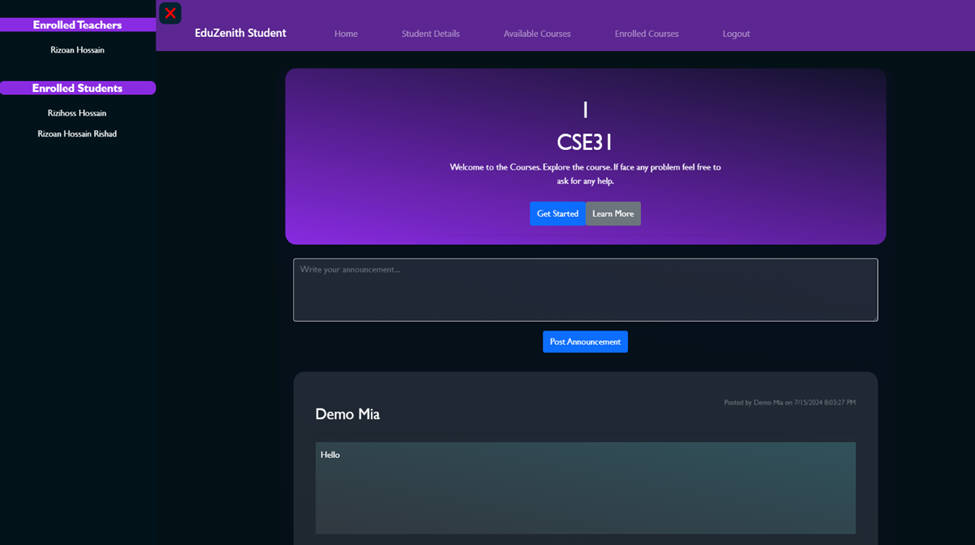 Enrolled Teachers
Rizoan Hossain
Enrolled Students
Rizihoss Hossain
Rizoan Hossain Rishad
EduZenith Student
Home
Student Details
Available Courses
Enrolled Courses
Logout
1
CSE31
Welcome to the Courses. Explore the course. If face any problem feel free to
ask for any help.
Get Started
Learn More
Write your announcement...
Post Announcement
Posted by Demo Mia on 7/15/2024 8:03:27 PM
Demo Mia
Hello